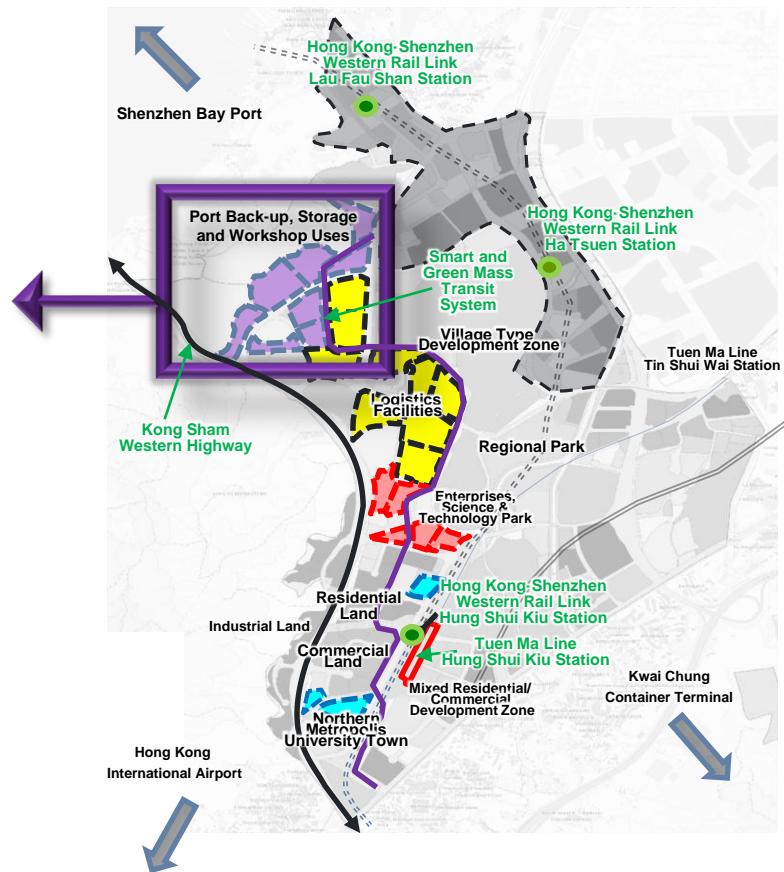 Hong Kong-Shenzhen
Western Rail Link
Lau Fau Shan Station
Shenzhen Bay Port
Port Back-up, Storage
and Workshop Uses
Hong Kong-Shenzhen
Western Rail Link
Ha Tsuen Station
Smart and
Green Mass
Transit
System
Village Type
Development zone
Tuen Ma Line
Tin Shui Wai Station
Logistics
Facilities
Kong Sham
Western Highway
Regional Park
Enterprises,
Science &
Technology Park
Hong Kong-Shenzhen
Western Rail Link
Hung Shui Kiu Station
Residential
Land
Industrial Land
Commercial
Land
Tuen Ma Line
Hung Shui Kiu Station
Mixed Residential/
Commercial
Development Zone
Kwai Chung
Container Terminal
Northern
Metropolis
University Town
Hong Kong
International Airport